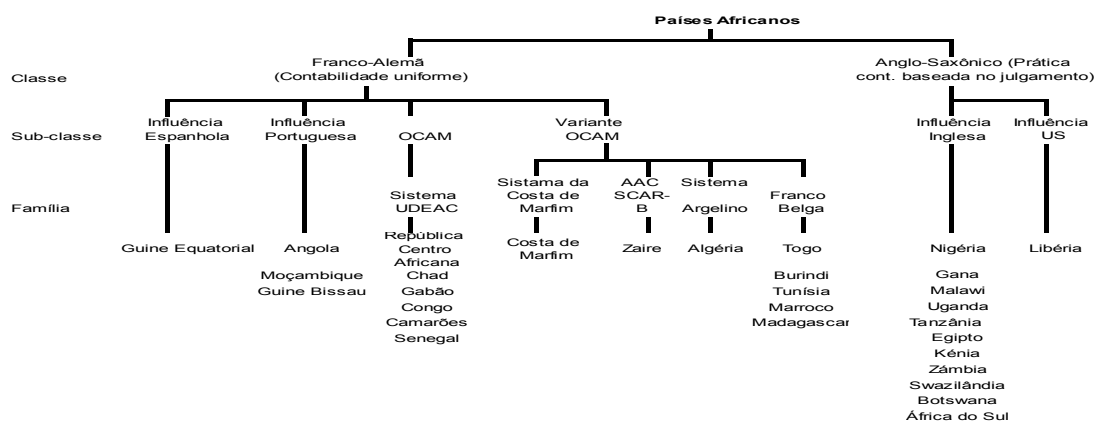 Países Africanos
Franco-Alemã
(Contabilidade uniforme)
Anglo-Saxônico (Prática
cont. baseada no julgamento)
Classe
Sub-classe
Influência
Espanhola
Influência
Portuguesa
OCAM
Variante
OCAM
Influência
Inglesa
Influência
US
Família
Sistema
UDEAC
Sistama da
Costa de
Marfim
AAC
SCAR-
B
Sistema
Argelino
Franco
Belga
Guine Equatorial
Angola
Moçambique
Guine Bissau
República
Centro
Africana
Chad
Gabão
Congo
Camarões
Senegal
Costa de
Marfim
Zaire
Algéria
Togo
Burindi
Tunísia
Marroco
Madagascar
Nigéria
Gana
Malawi
Uganda
Tanzânia
Egipto
Kénia
Zámbia
Swazilândia
Botswana
África do Sul
Libéria